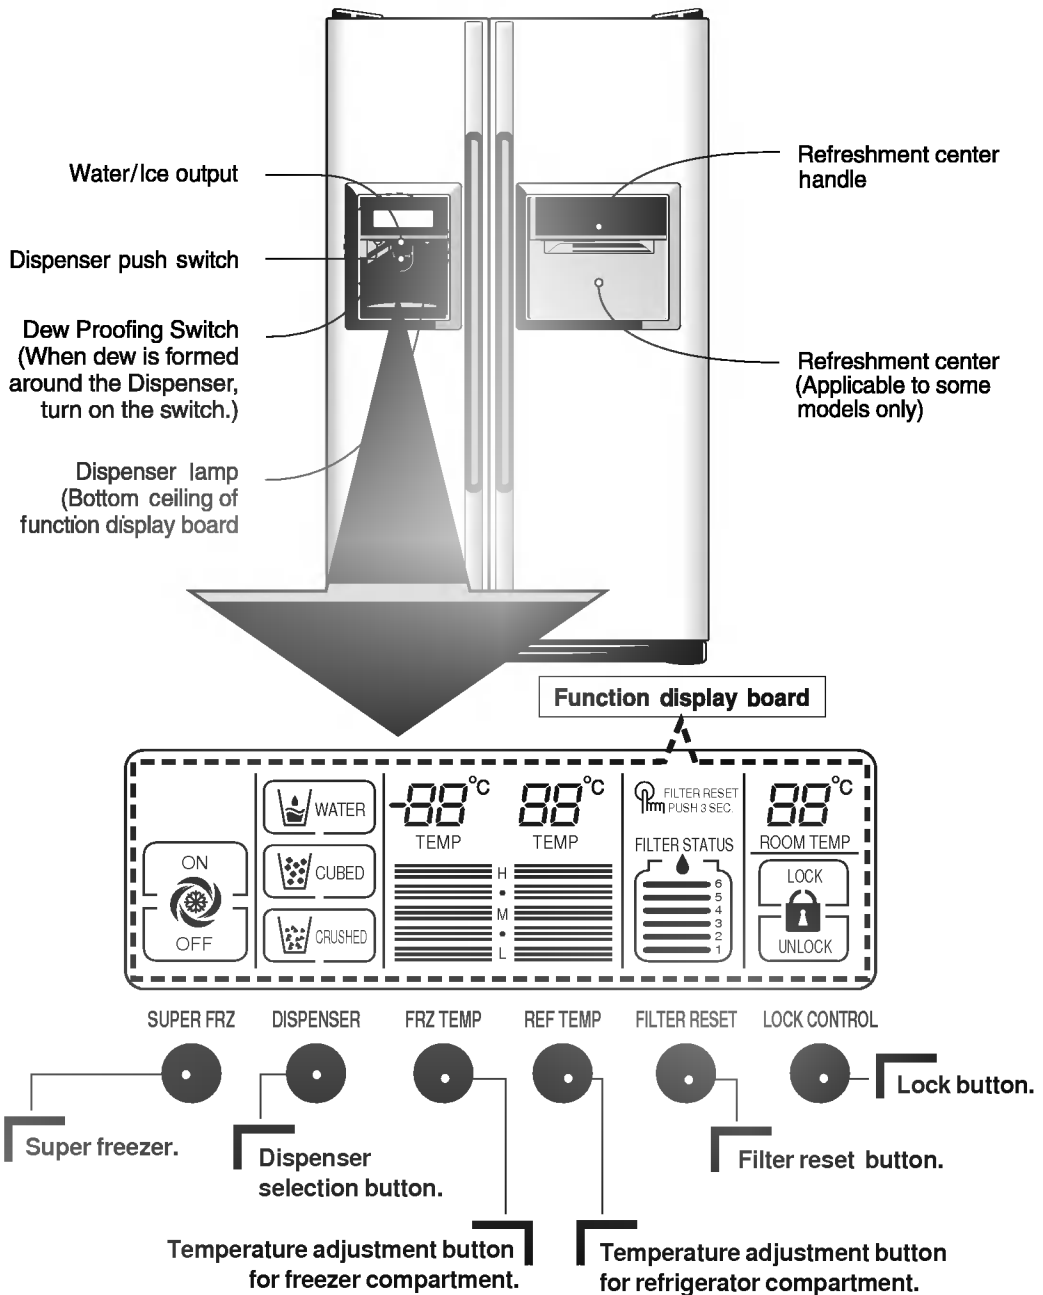 Water/Ice output
Dispenser push switch
Dew Proofing Switch
(When dew is formed
around the Dispenser,
turn on the switch.)
Dispenser lamp
(Bottom ceiling of
function display board
Refreshment center
handle
Refreshment center
(Applicable to some
models only)
Function display board
ON
OFF
WATER
CUBED
CRUSHED
-88°C
TEMP
88°C
TEMP
H
M
L
FILTER RESET
PUSH 3 SEC.
FILTER STATUS
6
5
4
3
2
1
88°C
ROOM TEMP
LOCK
UNLOCK
SUPER FRZ DISPENSER FRZ TEMP REF TEMP FILTER RESET LOCK CONTROL
Lock button.
Super freezer.
Dispenser
selection button.
Filter reset button.
Temperature adjustment button
for freezer compartment.
Temperature adjustment button
for refrigerator compartment.